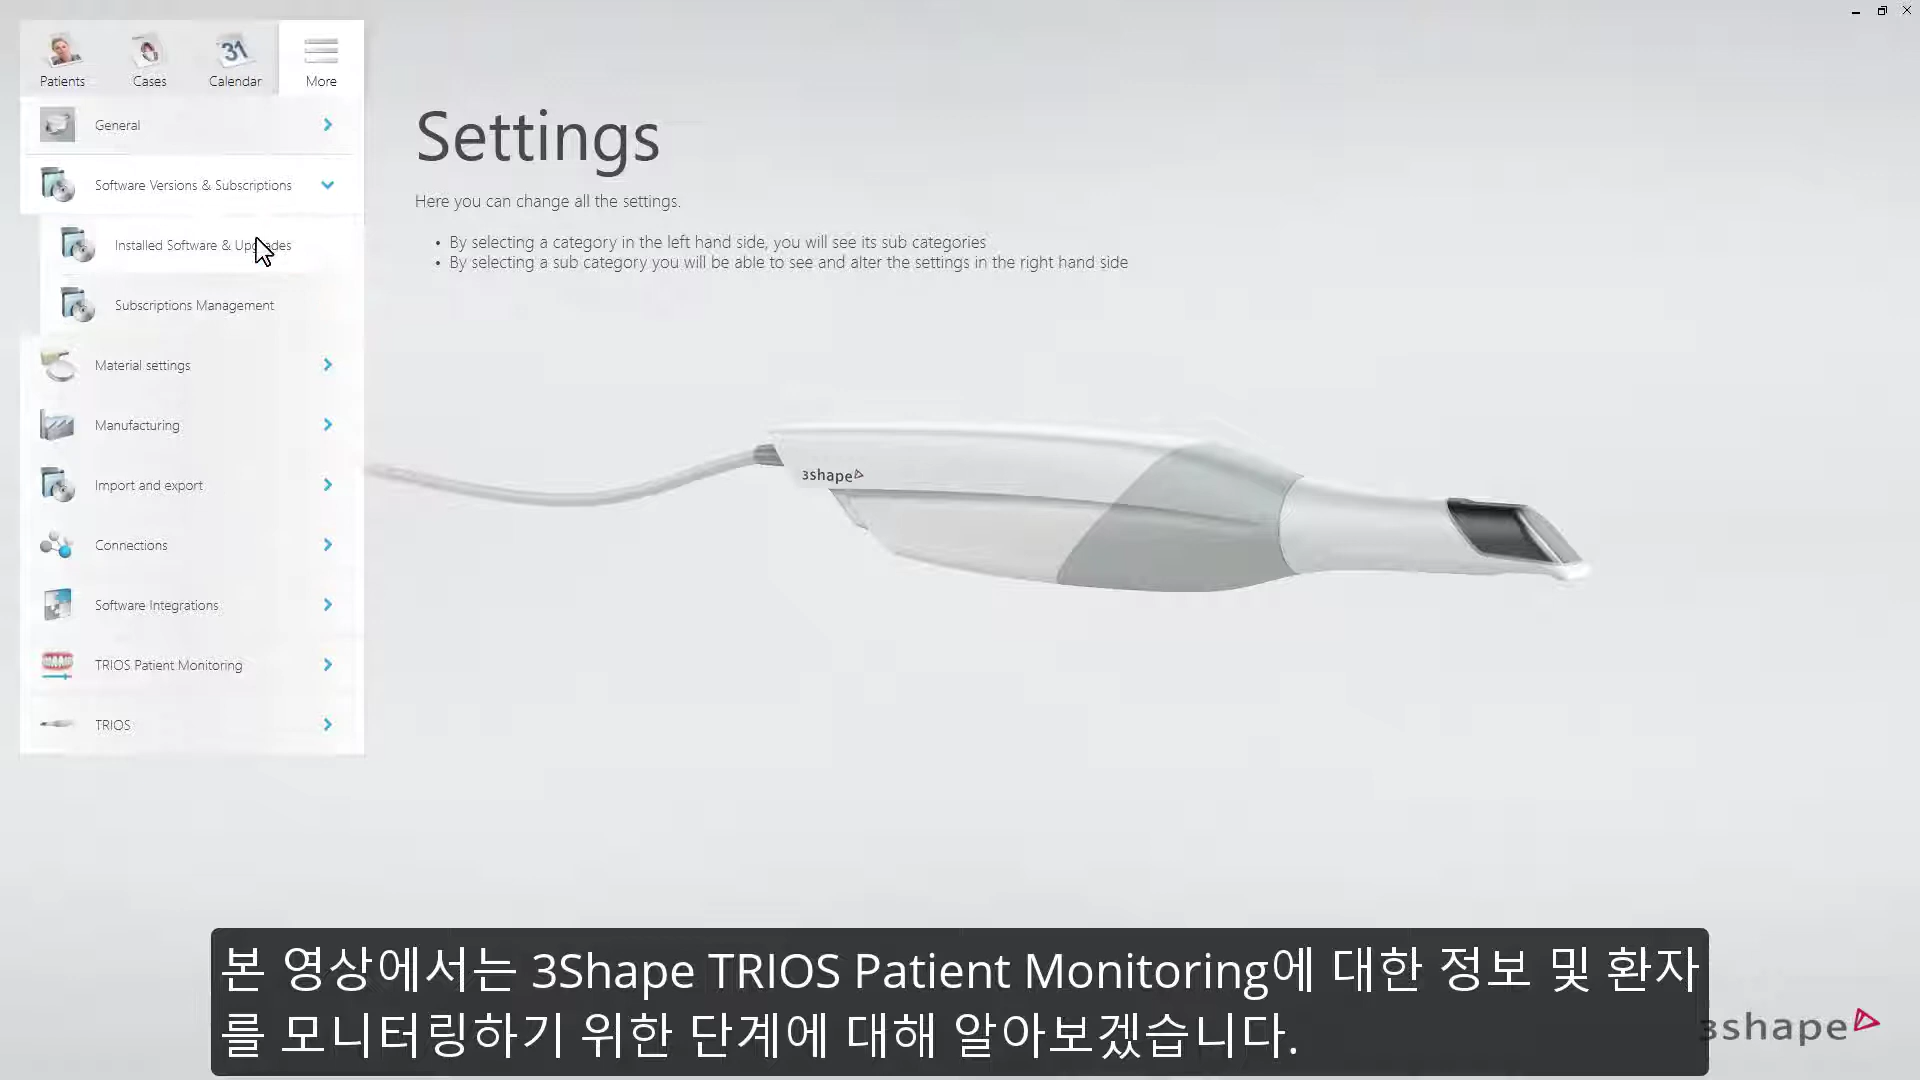 Patients
Cases
31
Calendar
More
General
Software Versions & Subscriptions
Installed Software & Upgrades
Subscriptions Management
Material settings
Manufacturing
Import and export
Connections
Software Integrations
TRIOS Patient Monitoring
TRIOS
Settings
Here you can change all the settings.
• By selecting a category in the left hand side, you will see its sub categories
• By selecting a sub category you will be able to see and alter the settings in the right hand side
3shape
본 영상에서는 3Shape TRIOS Patient Monitoring에 대한 정보 및 환자
를 모니터링하기 위한 단계에 대해 알아보겠습니다.
3shape